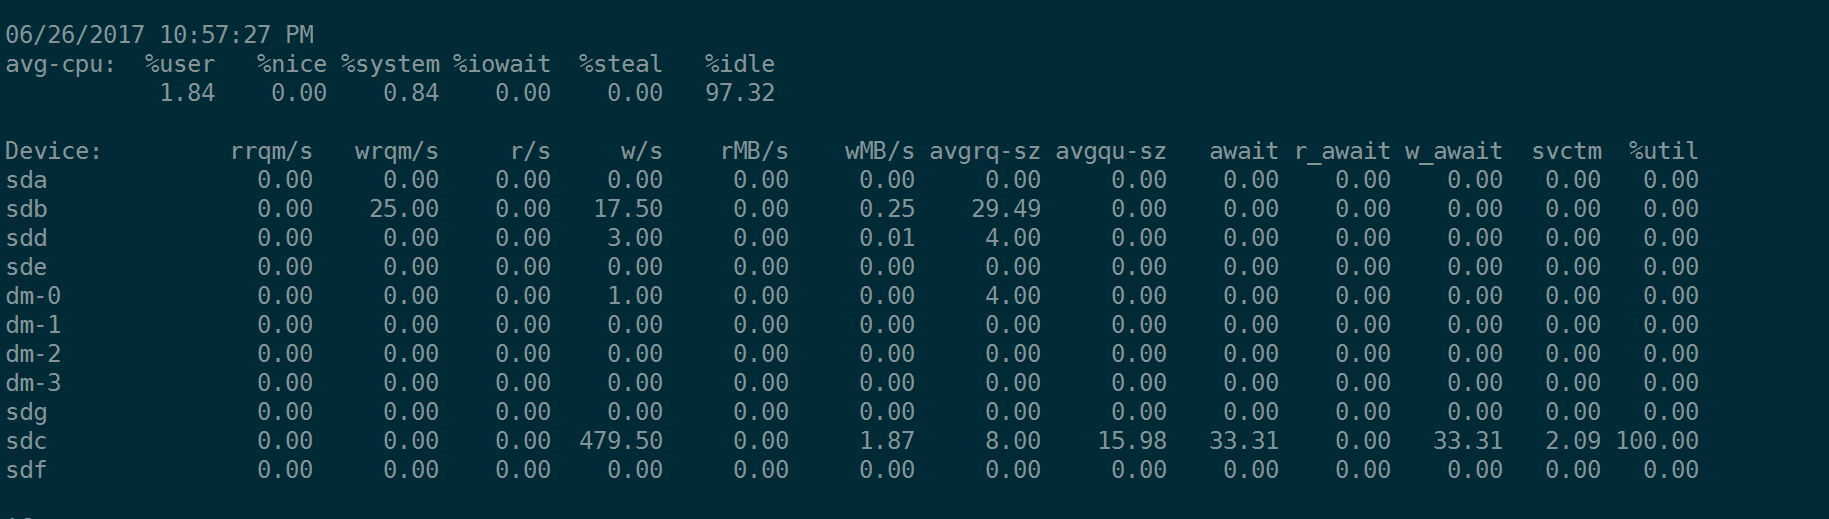 06/26/2017 10:57:27 PM
avg-cpu:  %user   %nice %system %iowait  %steal   %idle
           1.84    0.00    0.84    0.00    0.00   97.32
Device:         rrqm/s   wrqm/s     r/s     w/s    rMB/s    wMB/s avgrq-sz avgqu-sz   await r_await w_await  svctm  %util
sda               0.00     0.00    0.00    0.00     0.00     0.00     0.00     0.00    0.00    0.00    0.00   0.00   0.00
sdb               0.00    25.00    0.00   17.50     0.00     0.25    29.49     0.00    0.00    0.00    0.00   0.00   0.00
sdd               0.00     0.00    0.00    3.00     0.00     0.01     4.00     0.00    0.00    0.00    0.00   0.00   0.00
sde               0.00     0.00    0.00    0.00     0.00     0.00     0.00     0.00    0.00    0.00    0.00   0.00   0.00
dm-0              0.00     0.00    0.00    1.00     0.00     0.00     4.00     0.00    0.00    0.00    0.00   0.00   0.00
dm-1              0.00     0.00    0.00    0.00     0.00     0.00     0.00     0.00    0.00    0.00    0.00   0.00   0.00
dm-2              0.00     0.00    0.00    0.00     0.00     0.00     0.00     0.00    0.00    0.00    0.00   0.00   0.00
dm-3              0.00     0.00    0.00    0.00     0.00     0.00     0.00     0.00    0.00    0.00    0.00   0.00   0.00
sdg               0.00     0.00    0.00    0.00     0.00     0.00     0.00     0.00    0.00    0.00    0.00   0.00   0.00
sdc               0.00     0.00    0.00  479.50     0.00     1.87     8.00    15.98   33.31    0.00   33.31   2.09 100.00
sdf               0.00     0.00    0.00    0.00     0.00     0.00     0.00     0.00    0.00    0.00    0.00   0.00   0.00